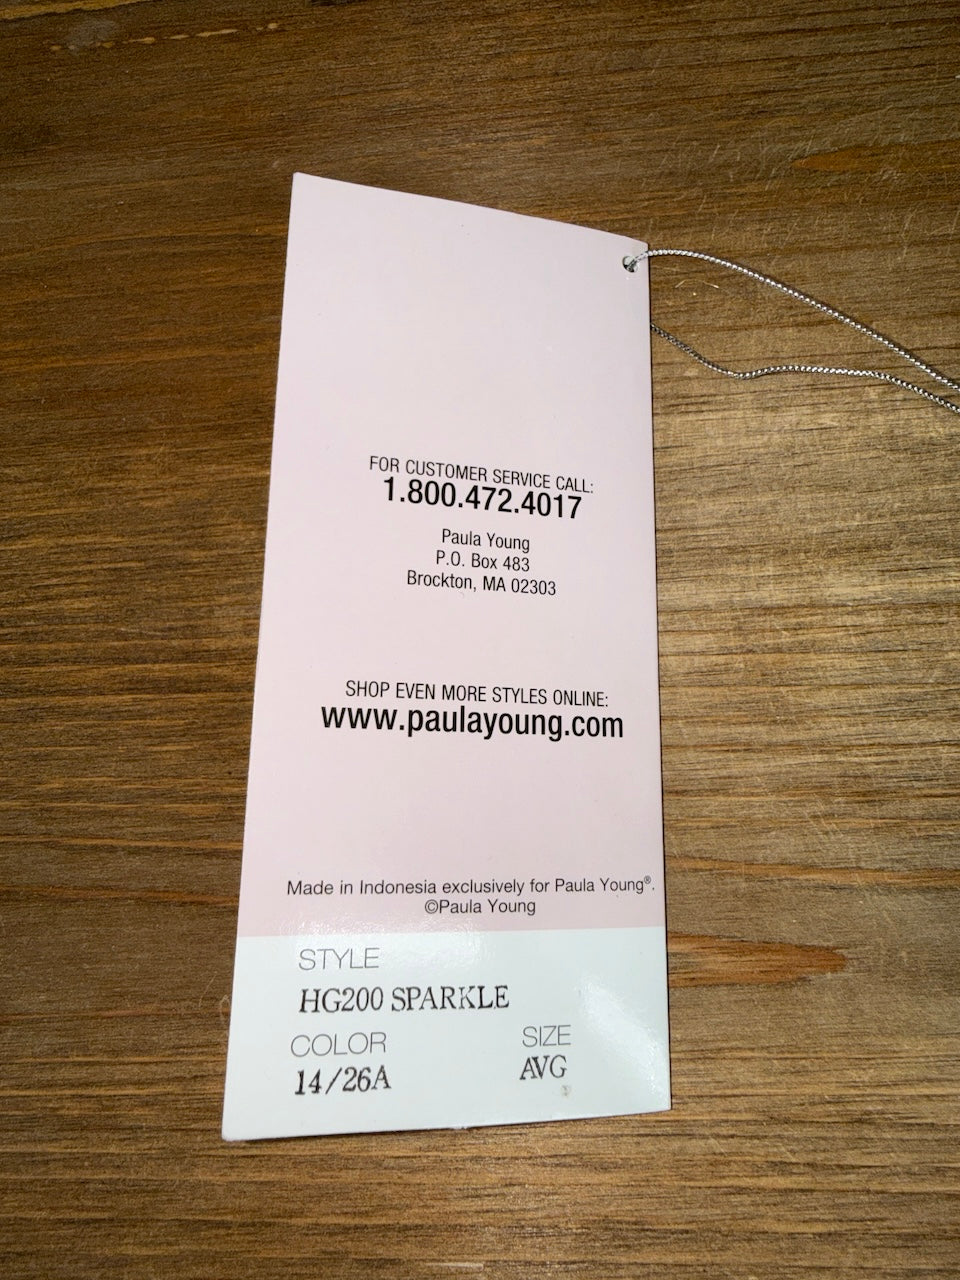 FOR CUSTOMER SERVICE CALL:
1.800.472.4017
Paula Young
P.O. Box 483
Brockton, MA 02303
SHOP EVEN MORE STYLES ONLINE:
www.paulayoung.com
Made in Indonesia exclusively for Paula Young®.
©Paula Young
STYLE
HG200 SPARKLE
COLOR SIZE
14/26A AVG